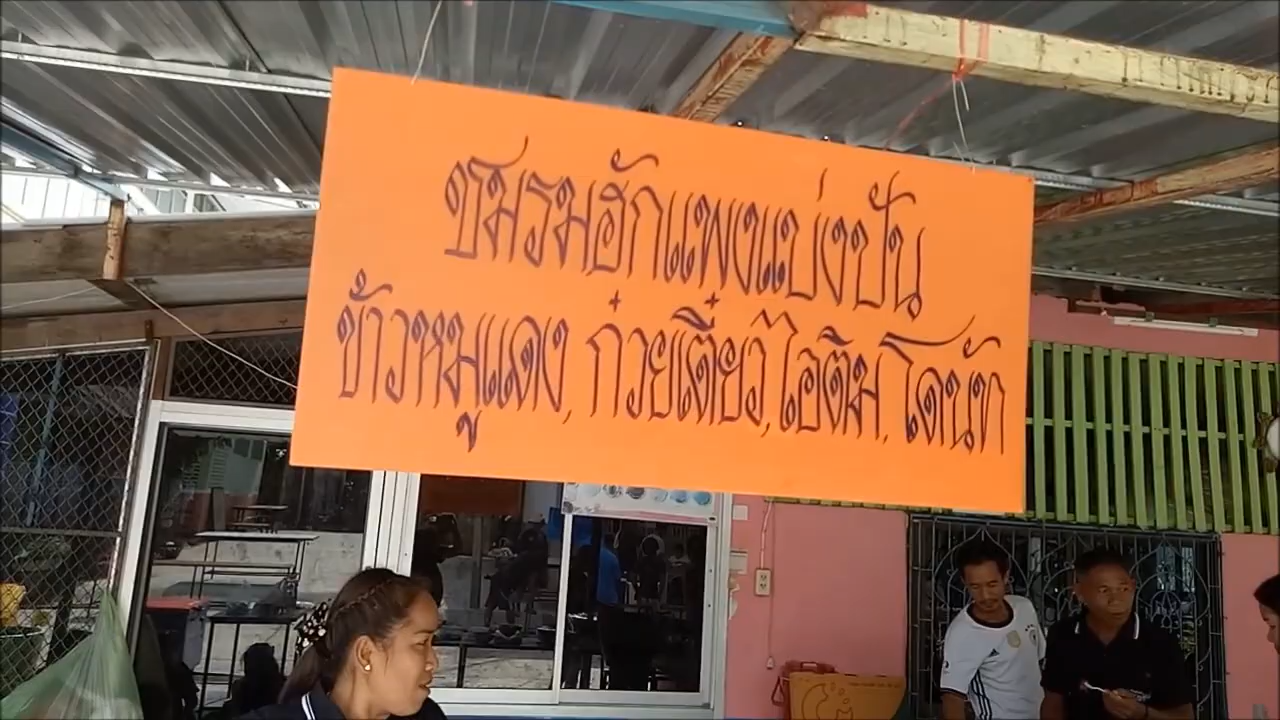 ชมรมฮักแพงแบ่งปัน
ข้าวหมูแดง, ก๋วยเตี๋ยว, ไอติม, โดนัท